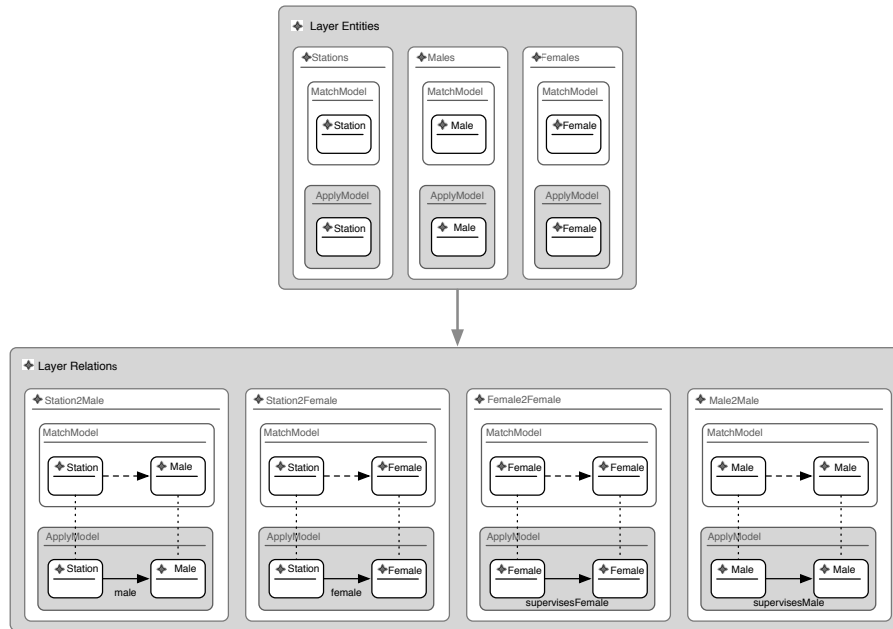 Layer Entities
Stations
Males
Females
MatchModel
MatchModel
MatchModel
Station
Male
Female
ApplyModel
ApplyModel
ApplyModel
Station
Male
Female
Layer Relations
Station2Male
Station2Female
Female2Female
Male2Male
MatchModel
MatchModel
MatchModel
MatchModel
Station
Male
Station
Female
Female
Female
Male
Male
ApplyModel
ApplyModel
ApplyModel
ApplyModel
Station
Male
Station
Female
Female
Female
Male
Male
male
female
supervisesFemale
supervisesMale